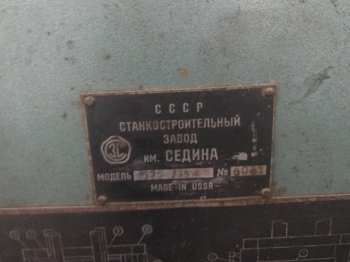 СССР
СТАНКОСТРОИТЕЛЬНЫЙ
ЗАВОД
им. СЕДИНА
МОДЕЛЬ №
MADE IN USSR